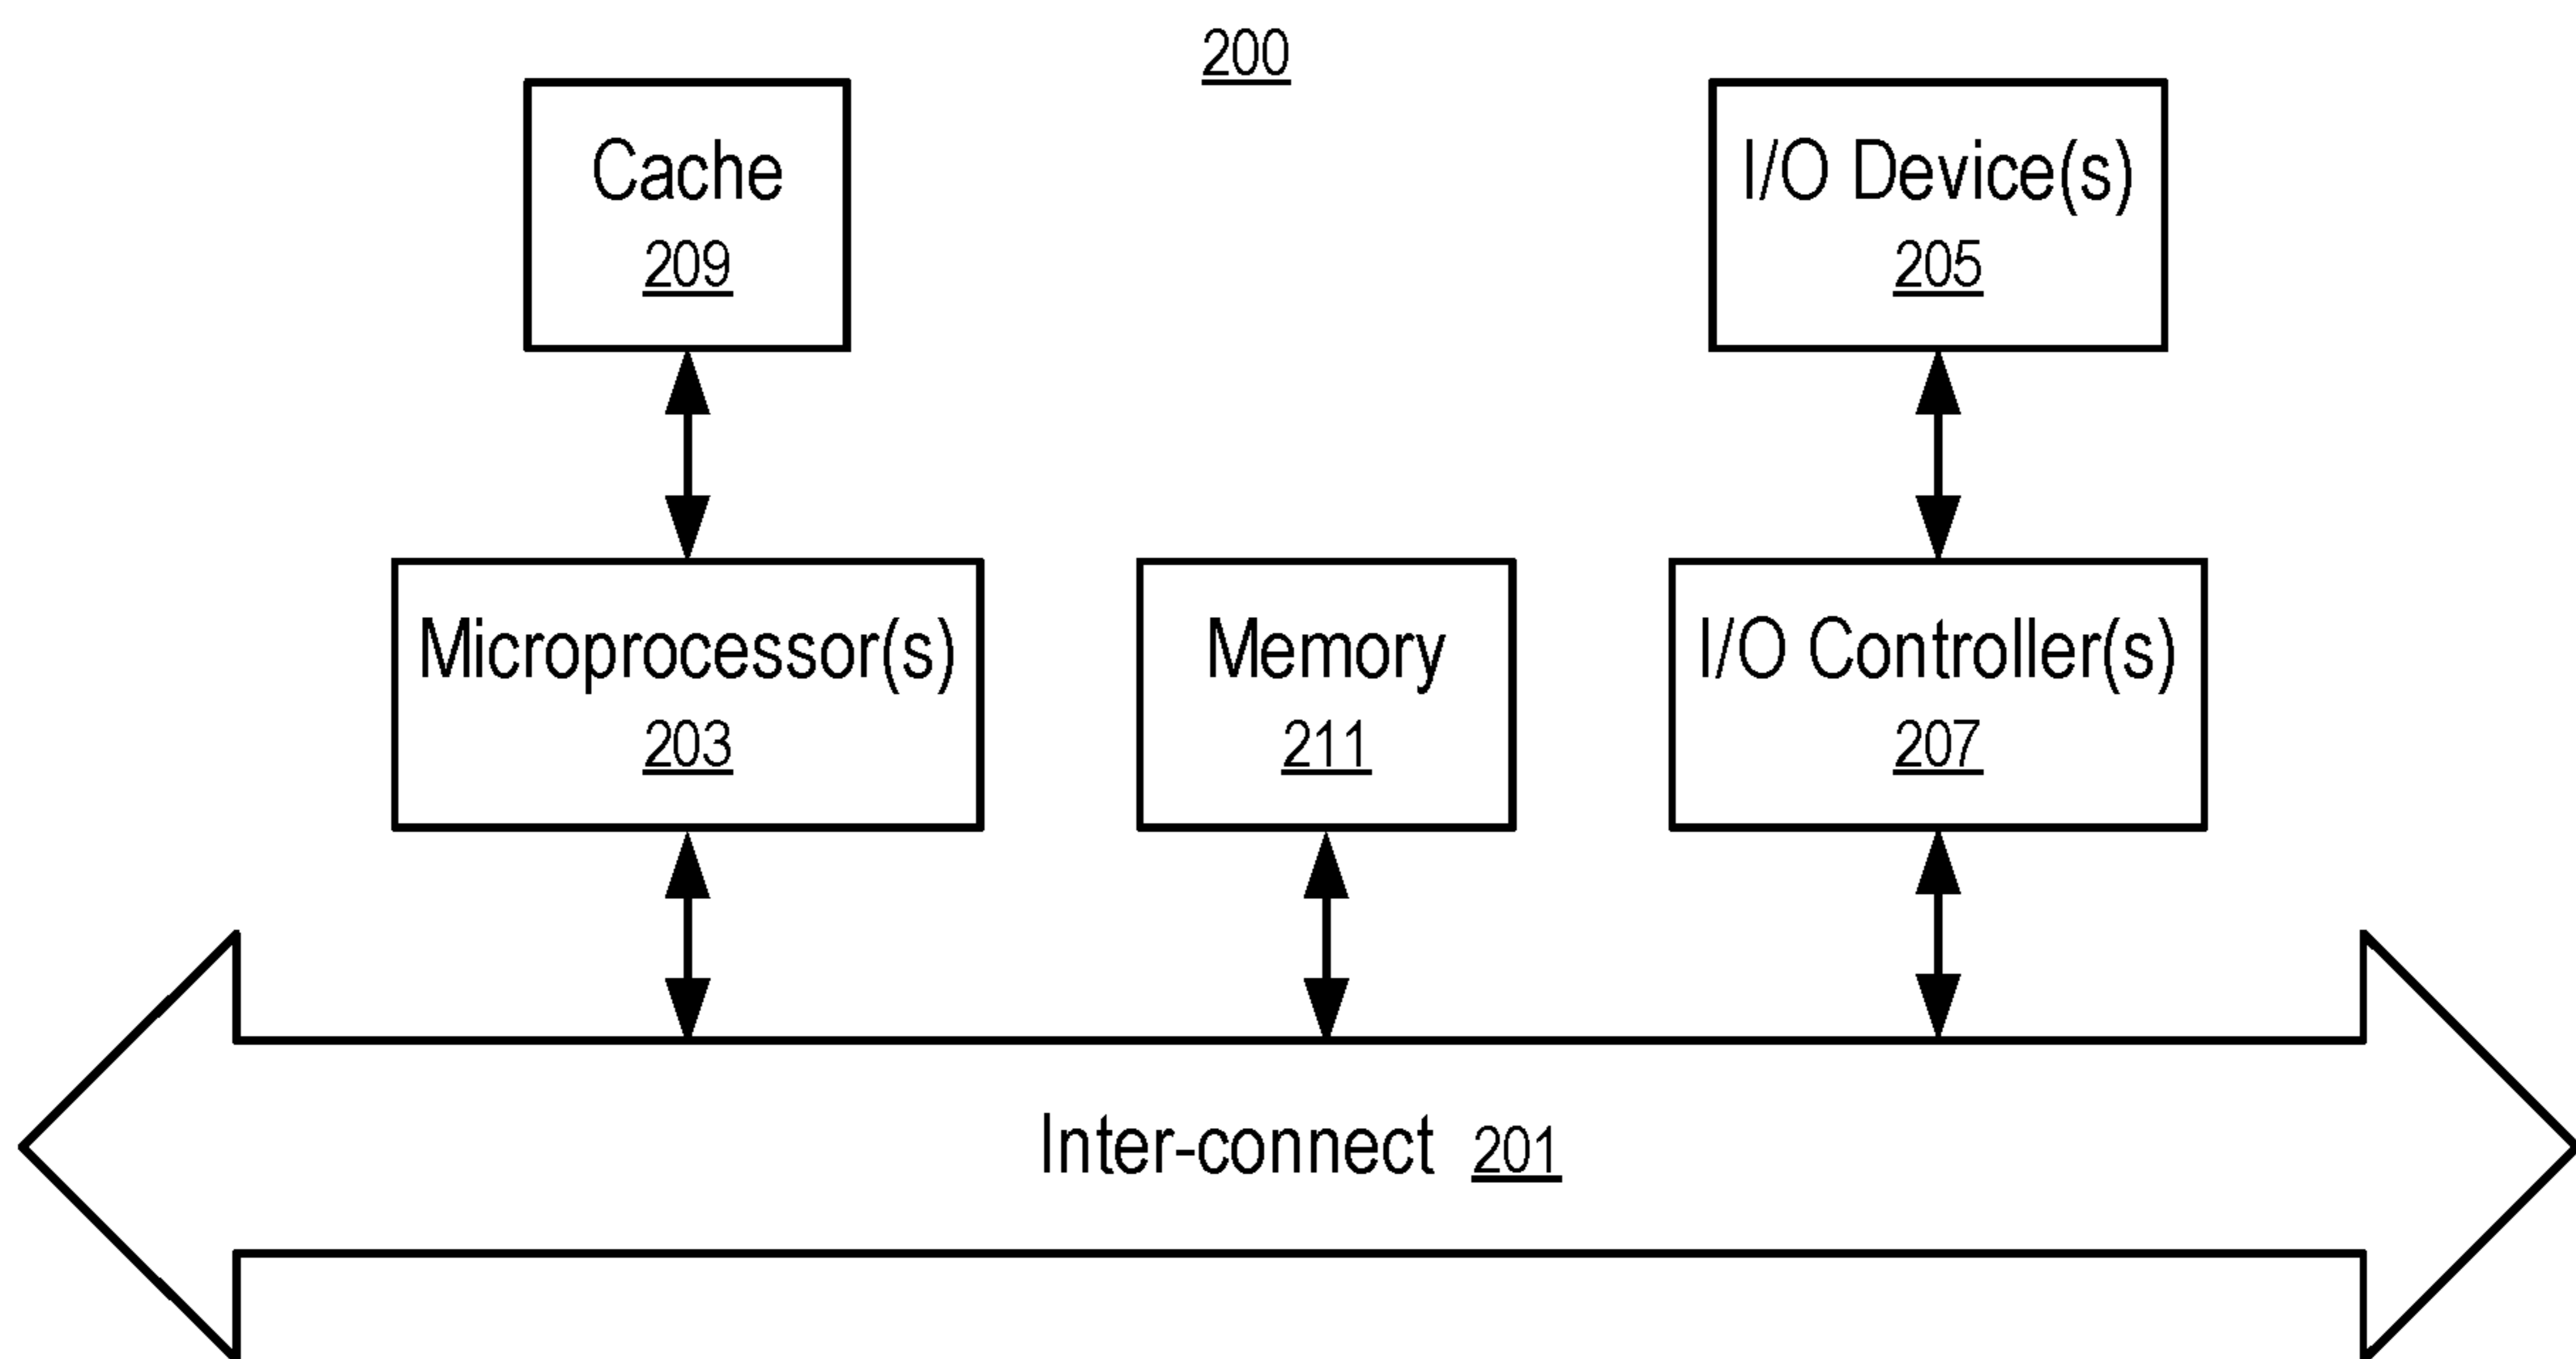 200
Cache
209
I/O Device(s)
205
Microprocessor(s)
203
Memory
211
I/O Controller(s)
207
Inter-connect 201